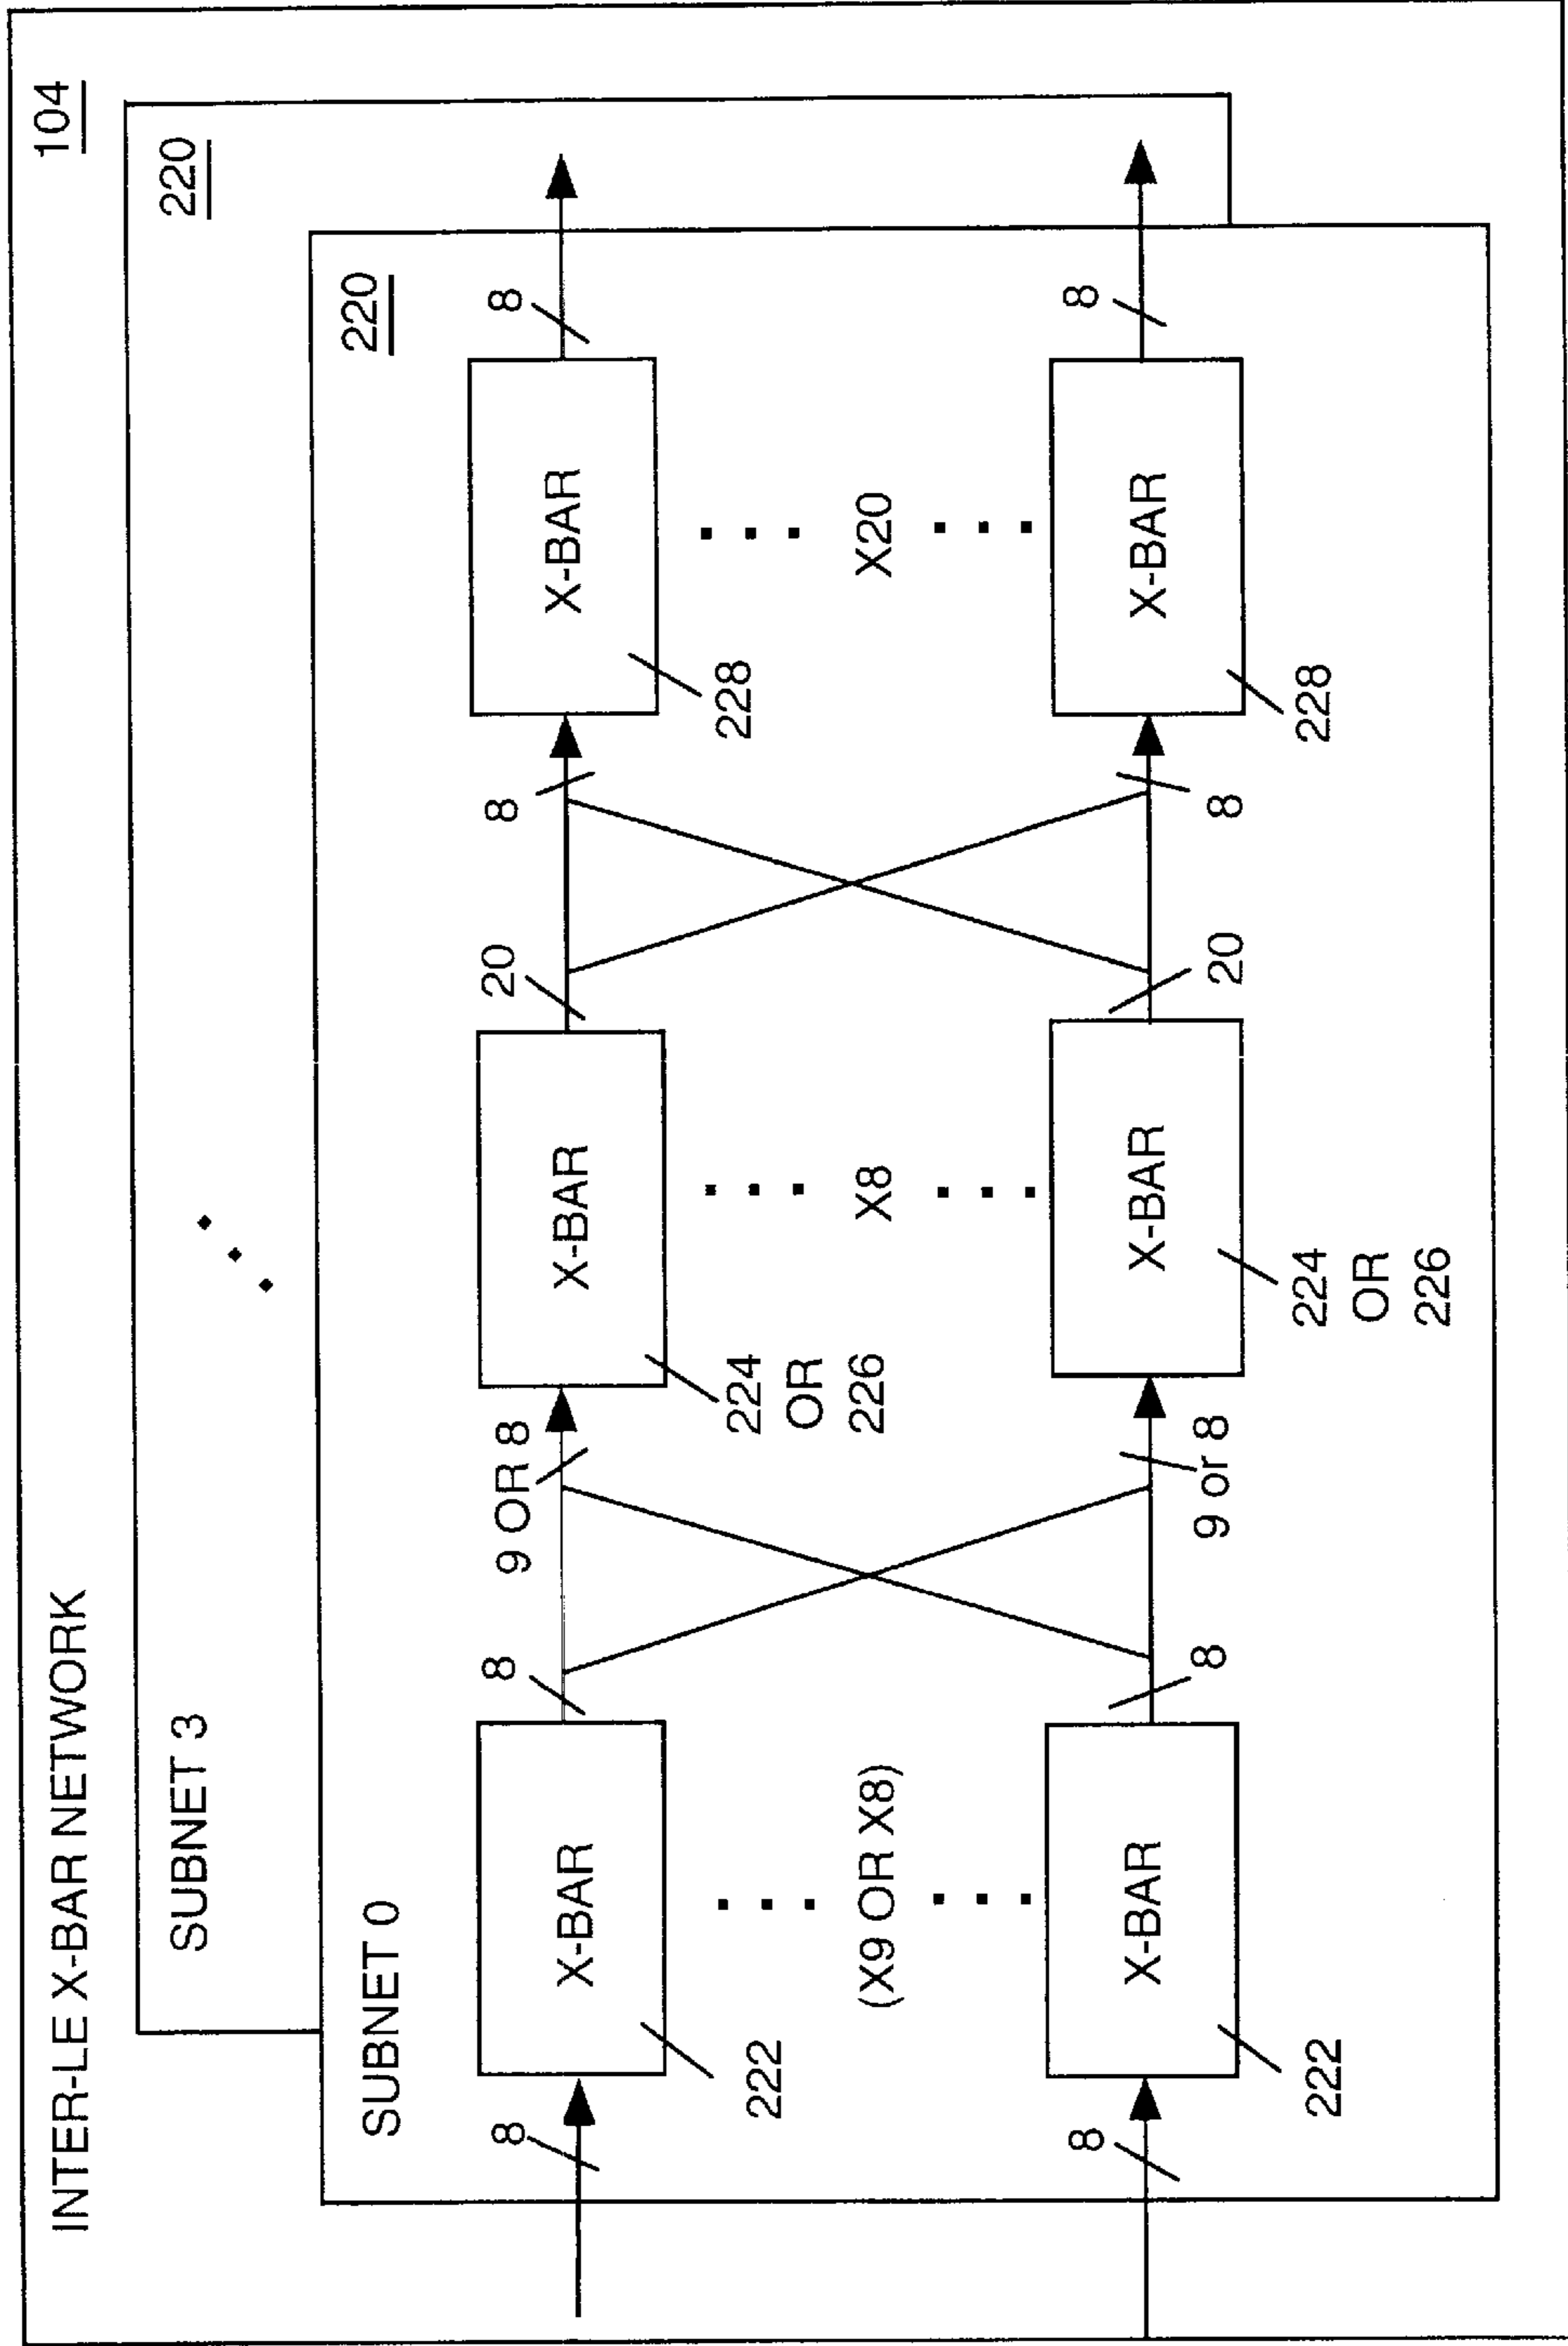 INTER-LE X-BAR NETWORK
104
SUBNET 3
220
SUBNET 0
220
8
X-BAR
222
8
9 OR 8
X-BAR
224
OR
226
20
8
X-BAR
228
8
(X9 OR X8)
X8
X20
8
X-BAR
222
8
9 or 8
X-BAR
224
OR
226
20
8
X-BAR
228
8